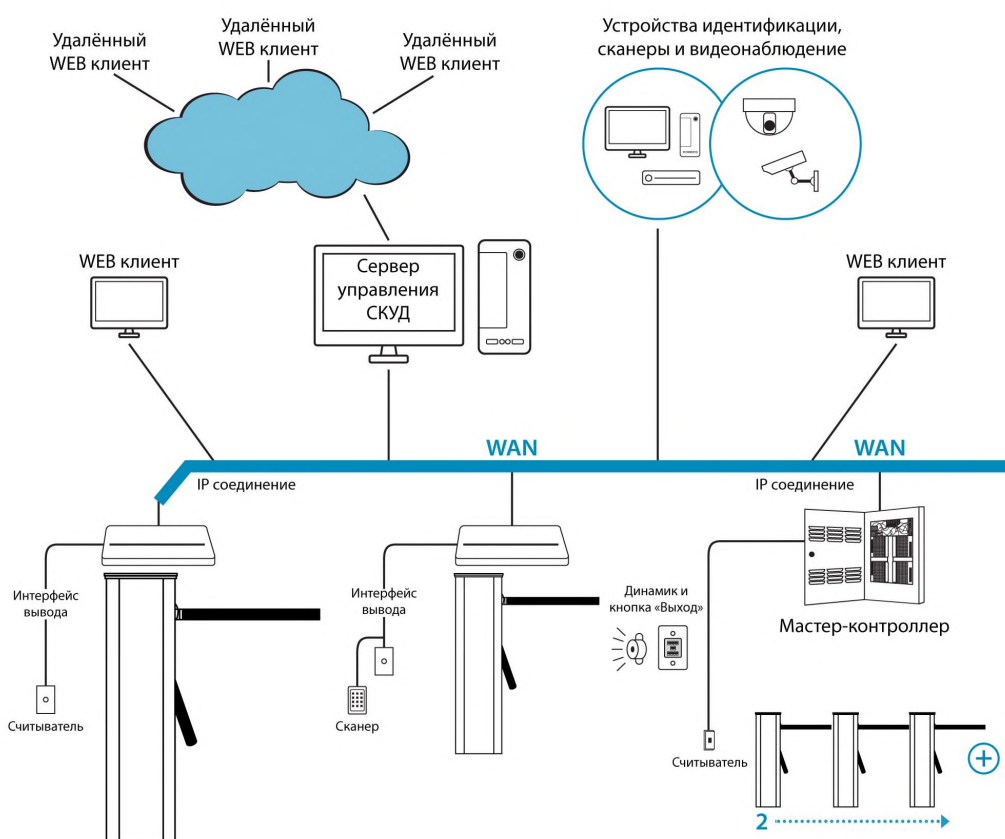 Удалённый
WEB клиент
Удалённый
WEB клиент
Удалённый
WEB клиент
Устройства идентификации,
сканеры и видеонаблюдение
WEB клиент
Сервер
управления
СКУД
WEB клиент
WAN
WAN
IP соединение
IP соединение
Интерфейс
вывода
Интерфейс
вывода
Динамик и
кнопка «Выход»
Мастер-контроллер
Считыватель
Сканер
Считыватель
2